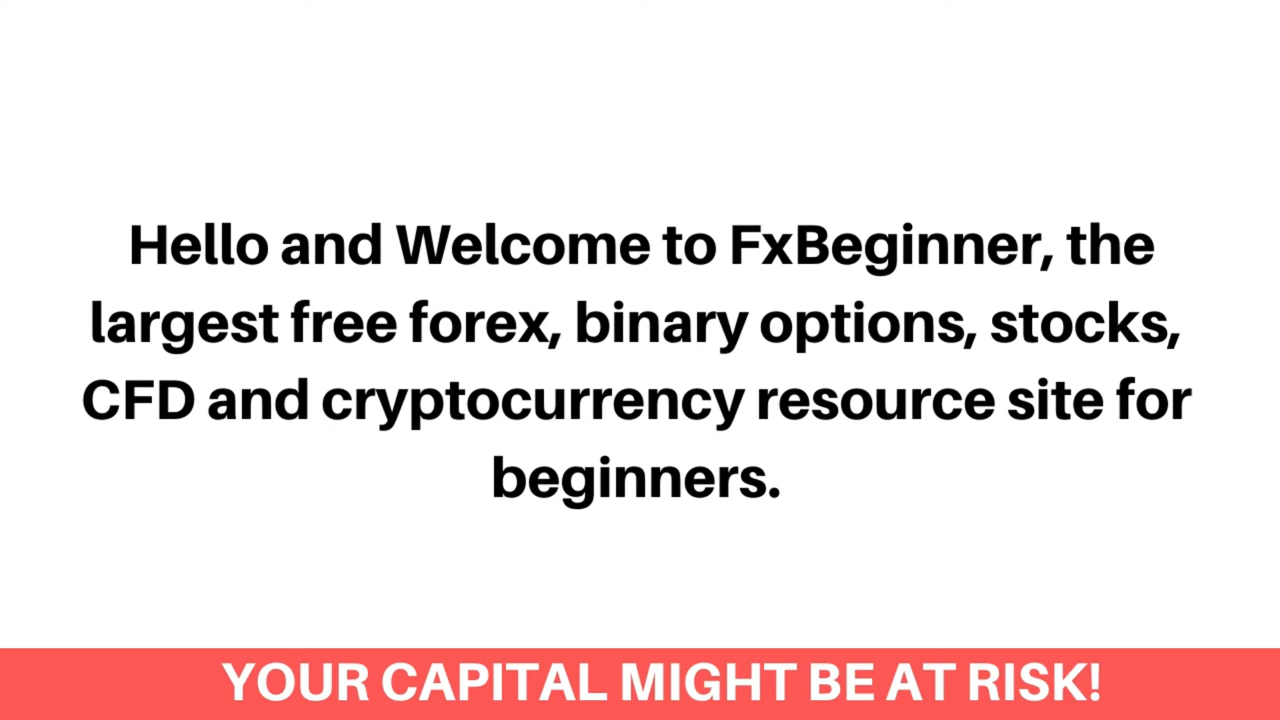 Hello and Welcome to FxBeginner, the
largest free forex, binary options, stocks,
CFD and cryptocurrency resource site for
beginners.
YOUR CAPITAL MIGHT BE AT RISK!